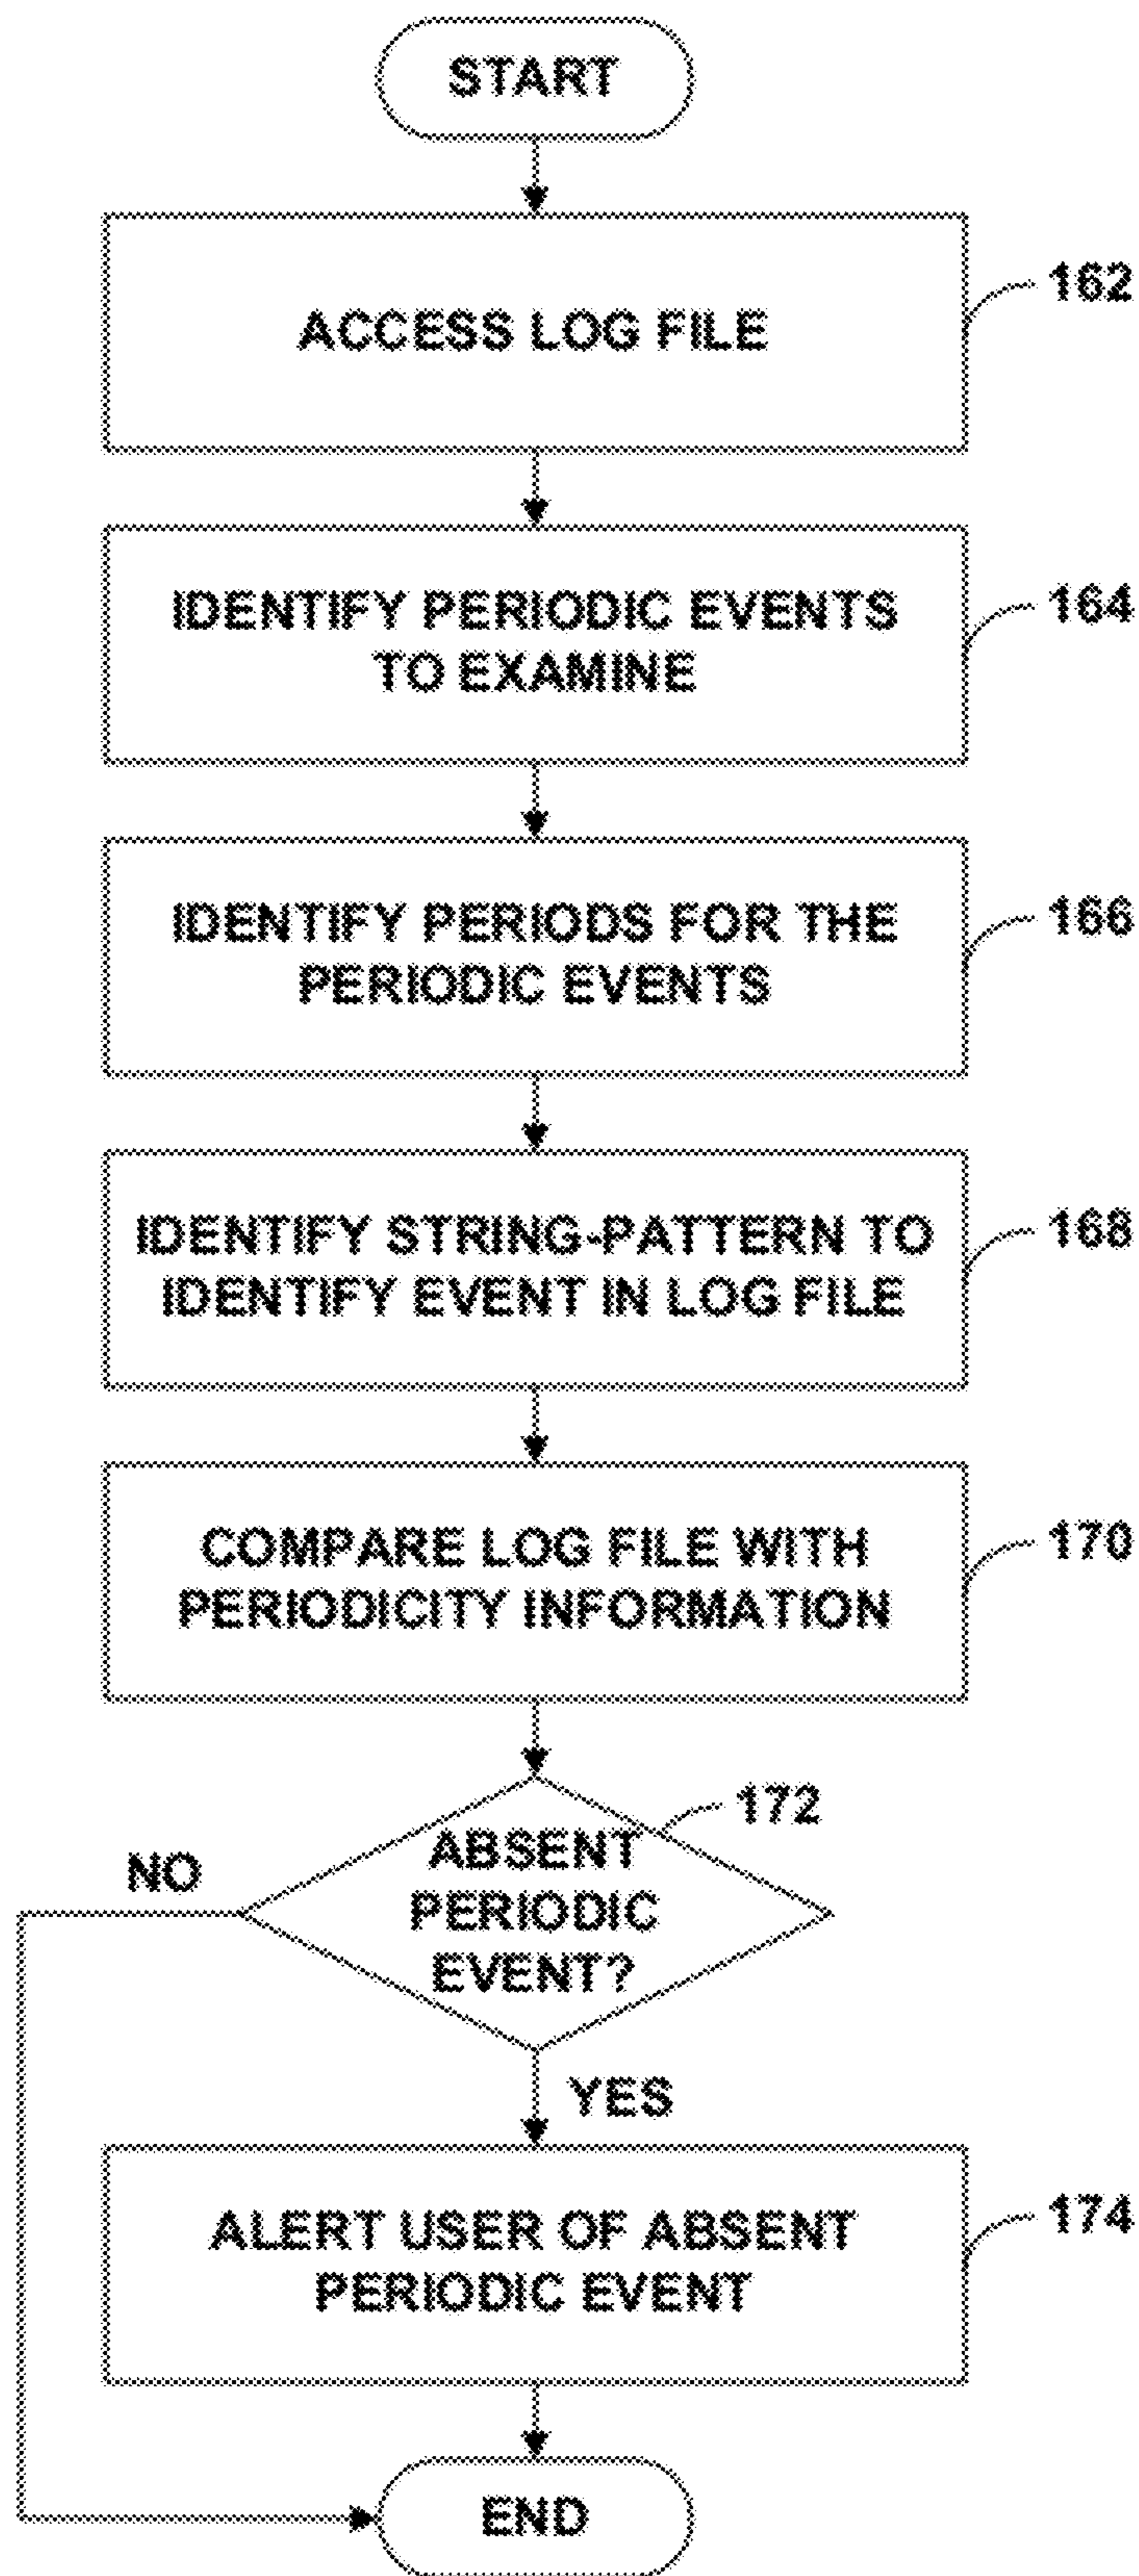 START
ACCESS LOG FILE
162
IDENTIFY PERIODIC EVENTS
TO EXAMINE
164
IDENTIFY PERIODS FOR THE
PERIODIC EVENTS
166
IDENTIFY STRING-PATTERN TO
IDENTIFY EVENT IN LOG FILE
168
COMPARE LOG FILE WITH
PERIODICITY INFORMATION
170
172
ABSENT
PERIODIC
EVENT?
NO
YES
ALERT USER OF ABSENT
PERIODIC EVENT
174
END